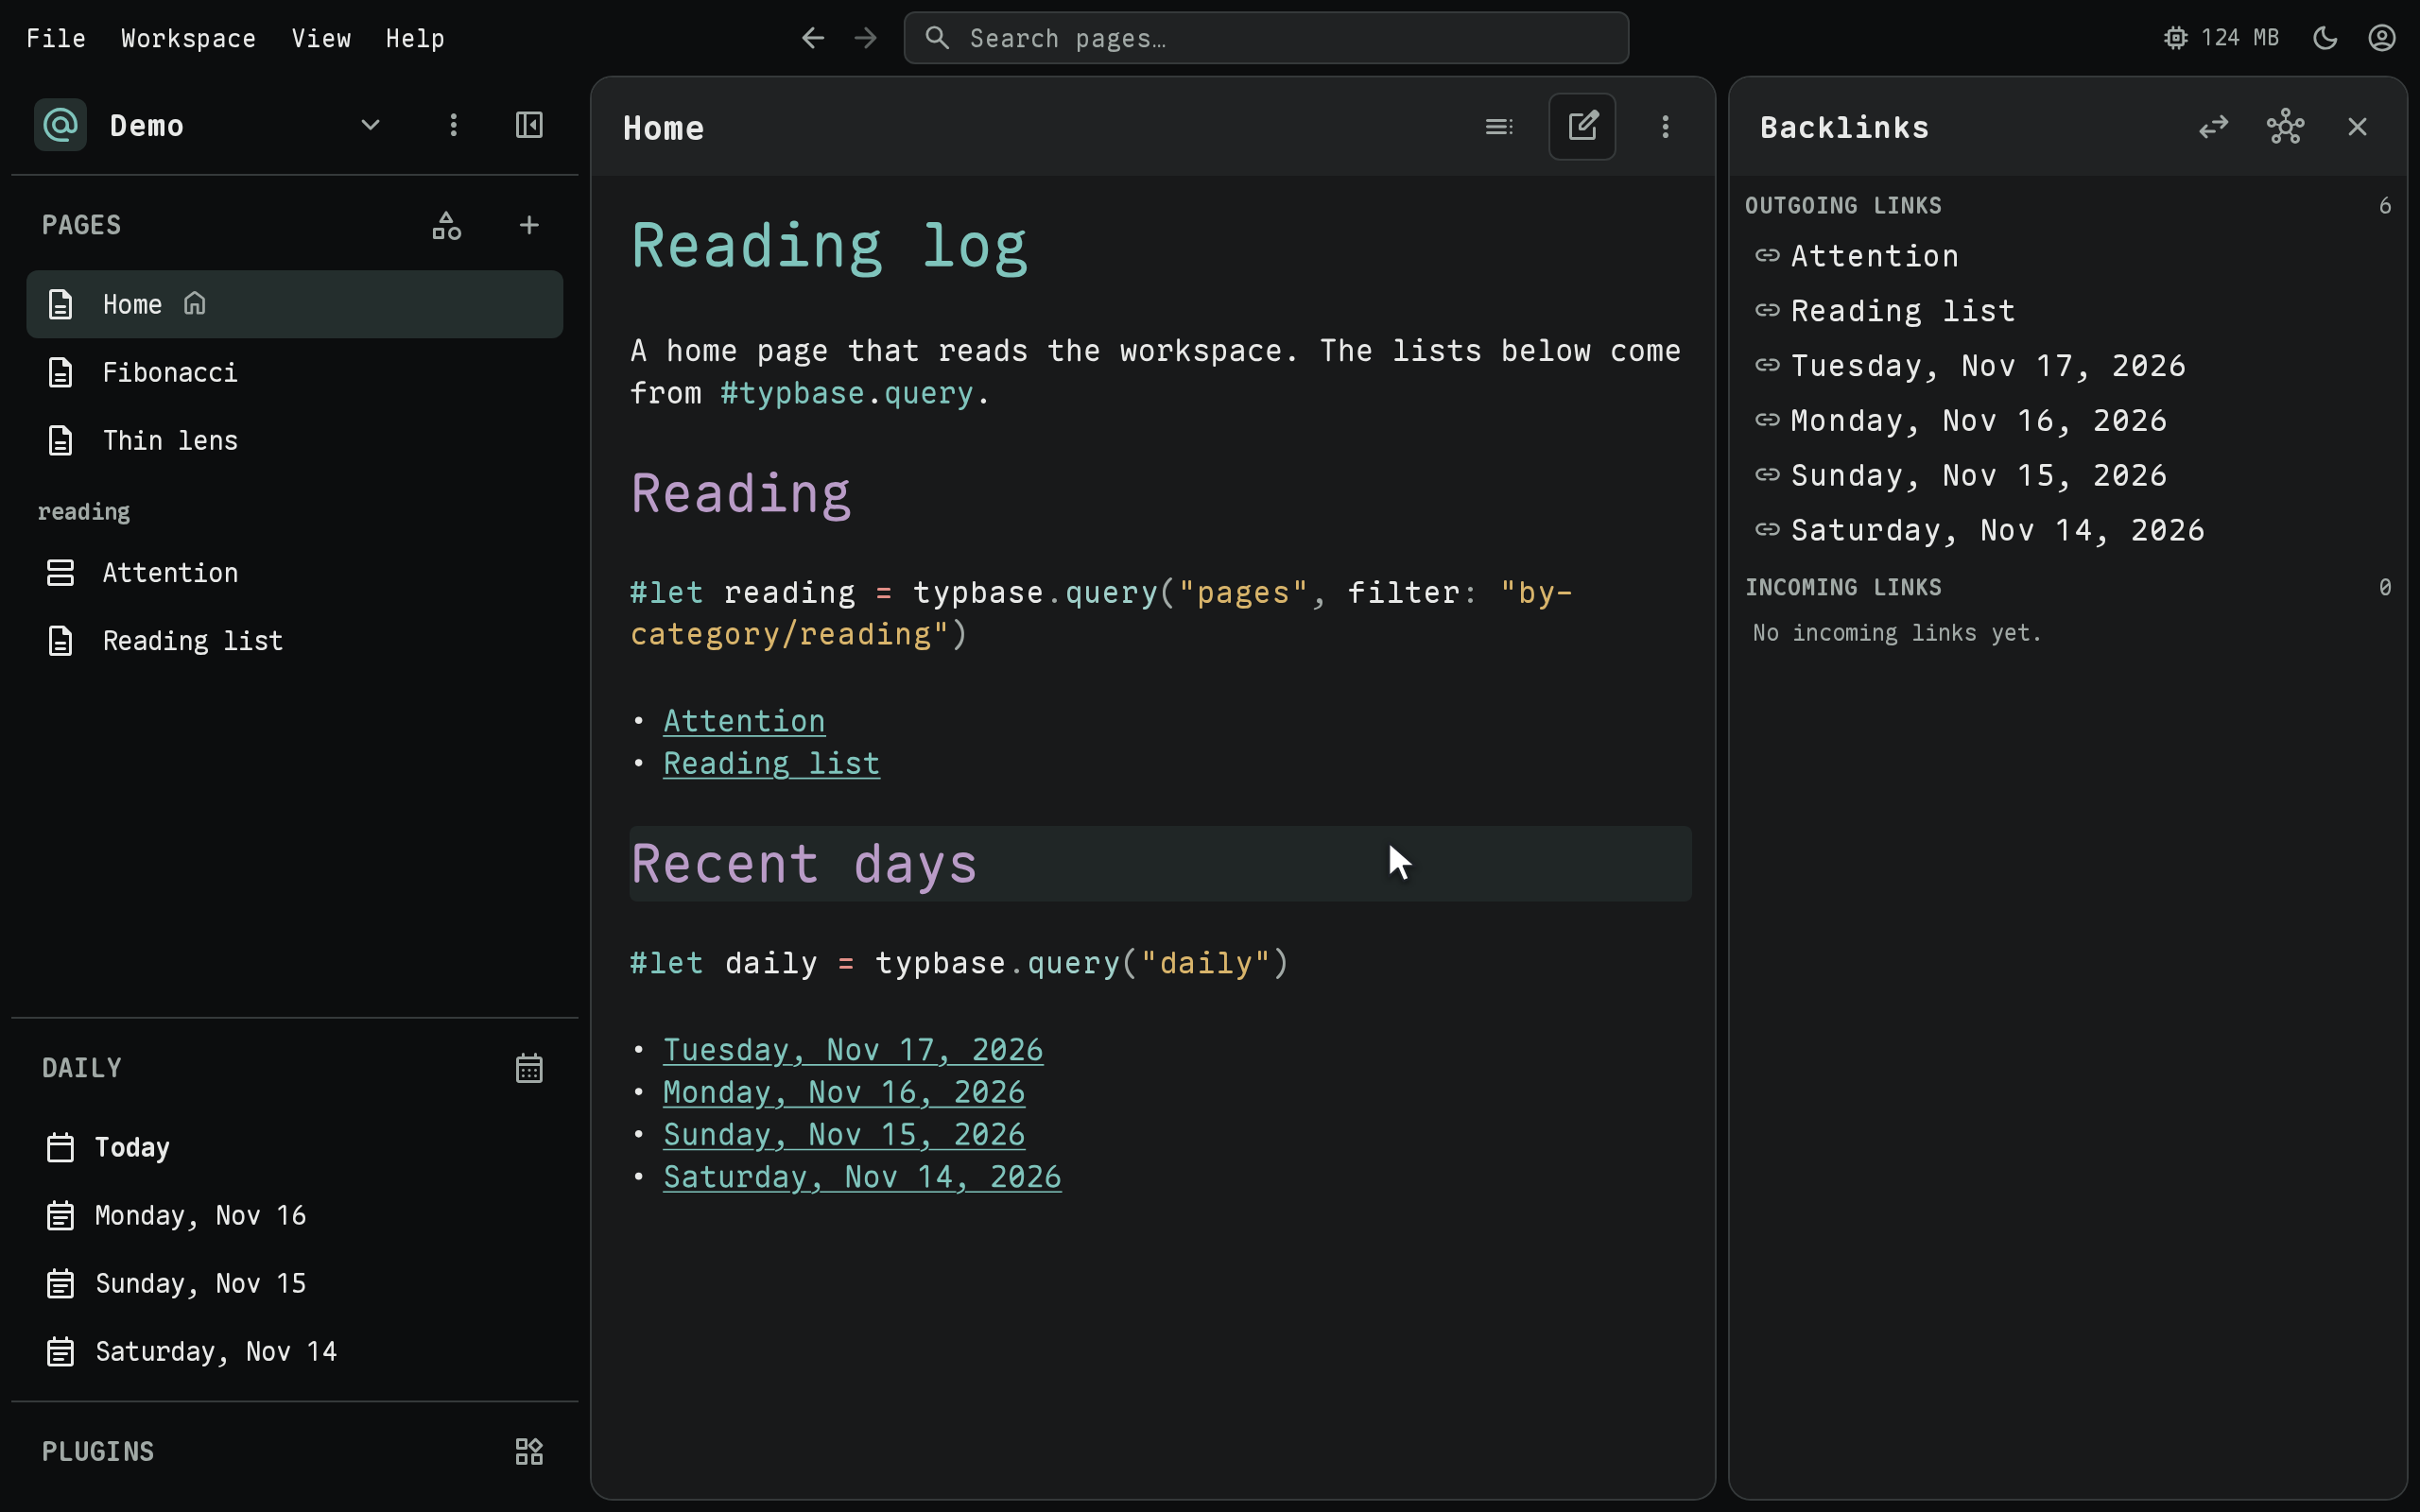 File Workspace View Help
Search pages…
124 MB
Demo
PAGES
Home
Fibonacci
Thin lens
reading
Attention
Reading list
DAILY
Today
Monday, Nov 16
Sunday, Nov 15
Saturday, Nov 14
PLUGINS
Home
Reading log
A home page that reads the workspace. The lists below come
from #typbase.query.
Reading
#let reading = typbase.query("pages", filter: "by-
category/reading")
• Attention
• Reading list
Recent days
#let daily = typbase.query("daily")
• Tuesday, Nov 17, 2026
• Monday, Nov 16, 2026
• Sunday, Nov 15, 2026
• Saturday, Nov 14, 2026
Backlinks
OUTGOING LINKS 6
Attention
Reading list
Tuesday, Nov 17, 2026
Monday, Nov 16, 2026
Sunday, Nov 15, 2026
Saturday, Nov 14, 2026
INCOMING LINKS 0
No incoming links yet.